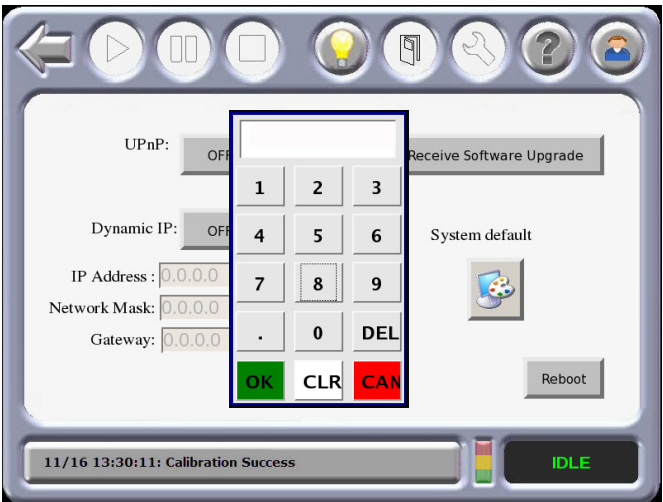 UPnP:
OFF
Receive Software Upgrade
1 2 3
Dynamic IP:
OFF
4 5 6
System default
IP Address : 0.0.0.0
7 8 9
Network Mask: 0.0.0.0
Gateway: 0.0.0.0
. 0 DEL
OK CLR CAN
Reboot
11/16 13:30:11: Calibration Success
IDLE